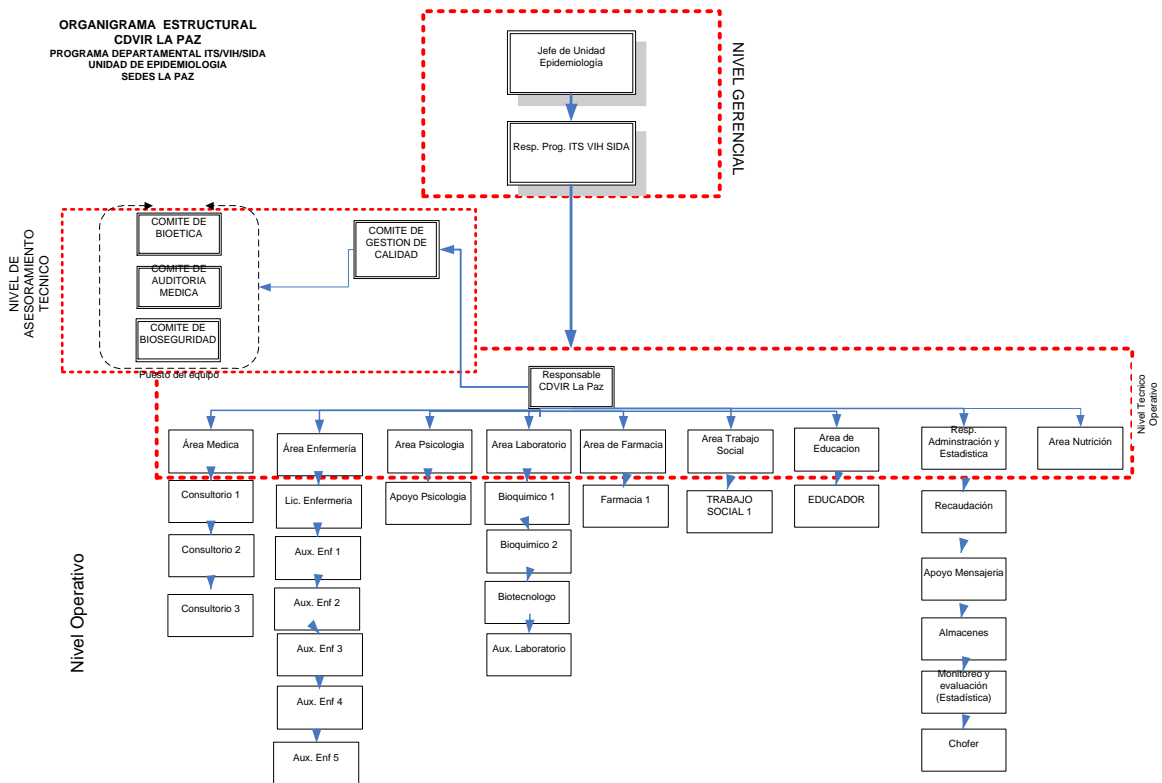 ORGANIGRAMA ESTRUCTURAL
CDVIR LA PAZ
PROGRAMA DEPARTAMENTAL ITS/VIH/SIDA
UNIDAD DE EPIDEMIOLOGIA
SEDES LA PAZ
Jefe de Unidad
Epidemiología
Resp. Prog. ITS VIH SIDA
NIVEL GERENCIAL
NIVEL DE
ASESORAMIENTO
TECNICO
COMITE DE
BIOETICA
COMITE DE
AUDITORIA
MEDICA
COMITE DE
BIOSEGURIDAD
Puesto del equipo
COMITE DE
GESTION DE
CALIDAD
Responsable
CDVIR La Paz
Nivel Tecnico
Operativo
Área Medica
Área Enfermería
Area Psicologia
Area Laboratorio
Area de Farmacia
Area Trabajo
Social
Area de
Educacion
Resp.
Adminstración y
Estadistica
Area Nutrición
Nivel Operativo
Consultorio 1
Consultorio 2
Consultorio 3
Lic. Enfermeria
Aux. Enf 1
Aux. Enf 2
Aux. Enf 3
Aux. Enf 4
Aux. Enf 5
Apoyo Psicologia
Bioquimico 1
Bioquimico 2
Biotecnologo
Aux. Laboratorio
Farmacia 1
TRABAJO
SOCIAL 1
EDUCADOR
Recaudación
Apoyo Mensajeria
Almacenes
Monitoreo y
evaluación
(Estadística)
Chofer